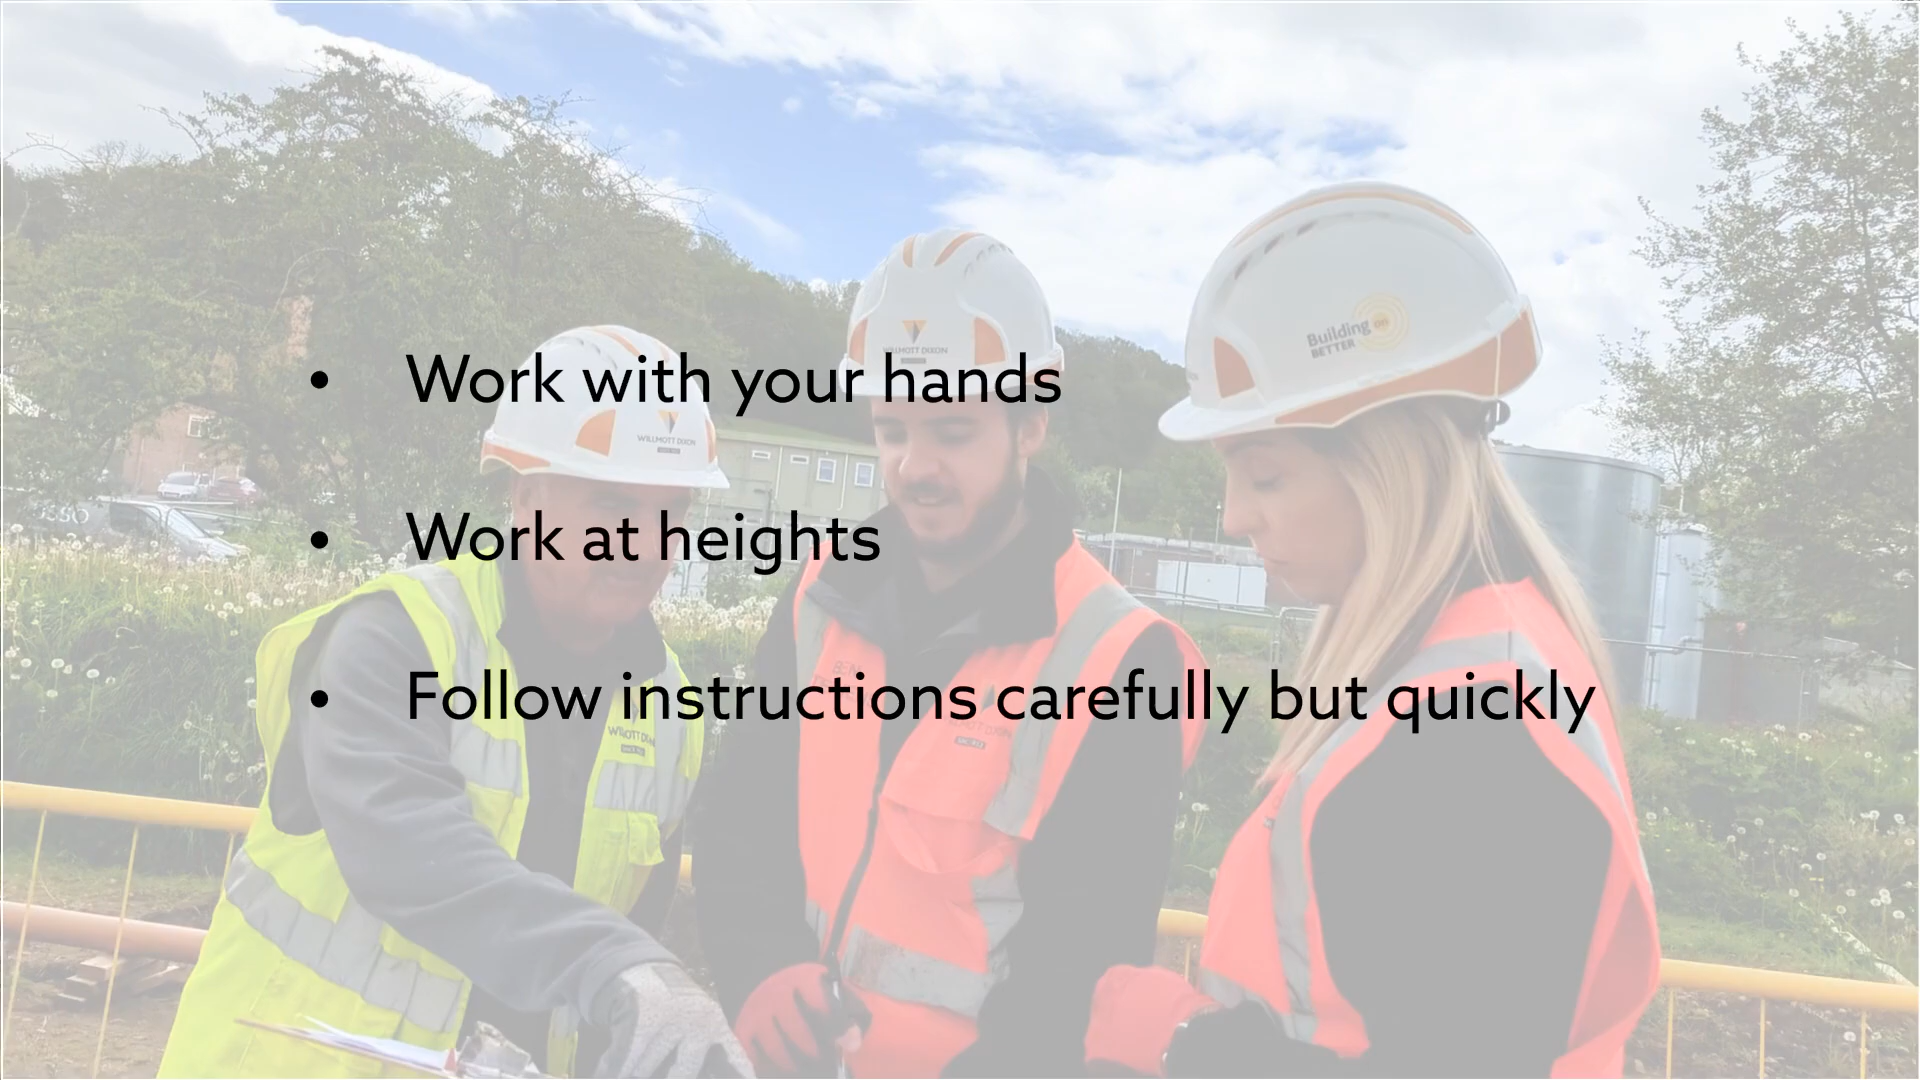 Building on
BETTER
WILLMOTT DIXON
• Work with your hands
WILLMOTT DIXON
• Work at heights
• Follow instructions carefully but quickly